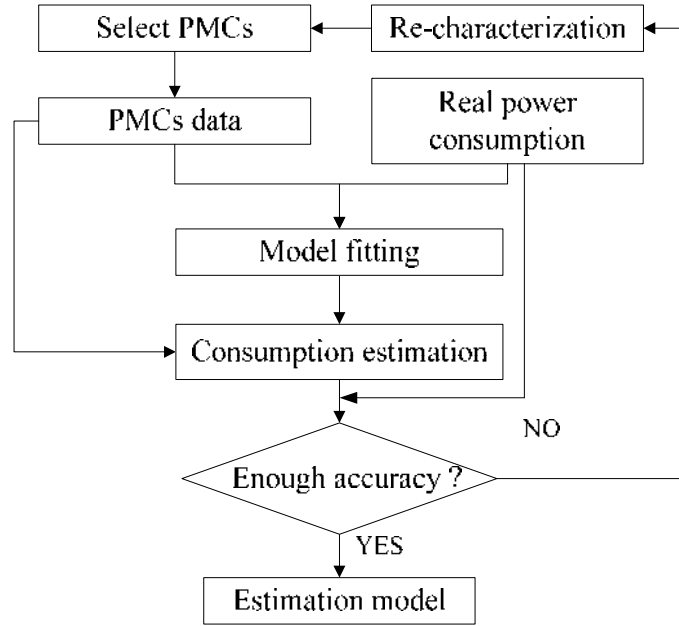 Select PMCs
Re-characterization
PMCs data
Real power
consumption
Model fitting
Consumption estimation
NO
Enough accuracy ?
YES
Estimation model